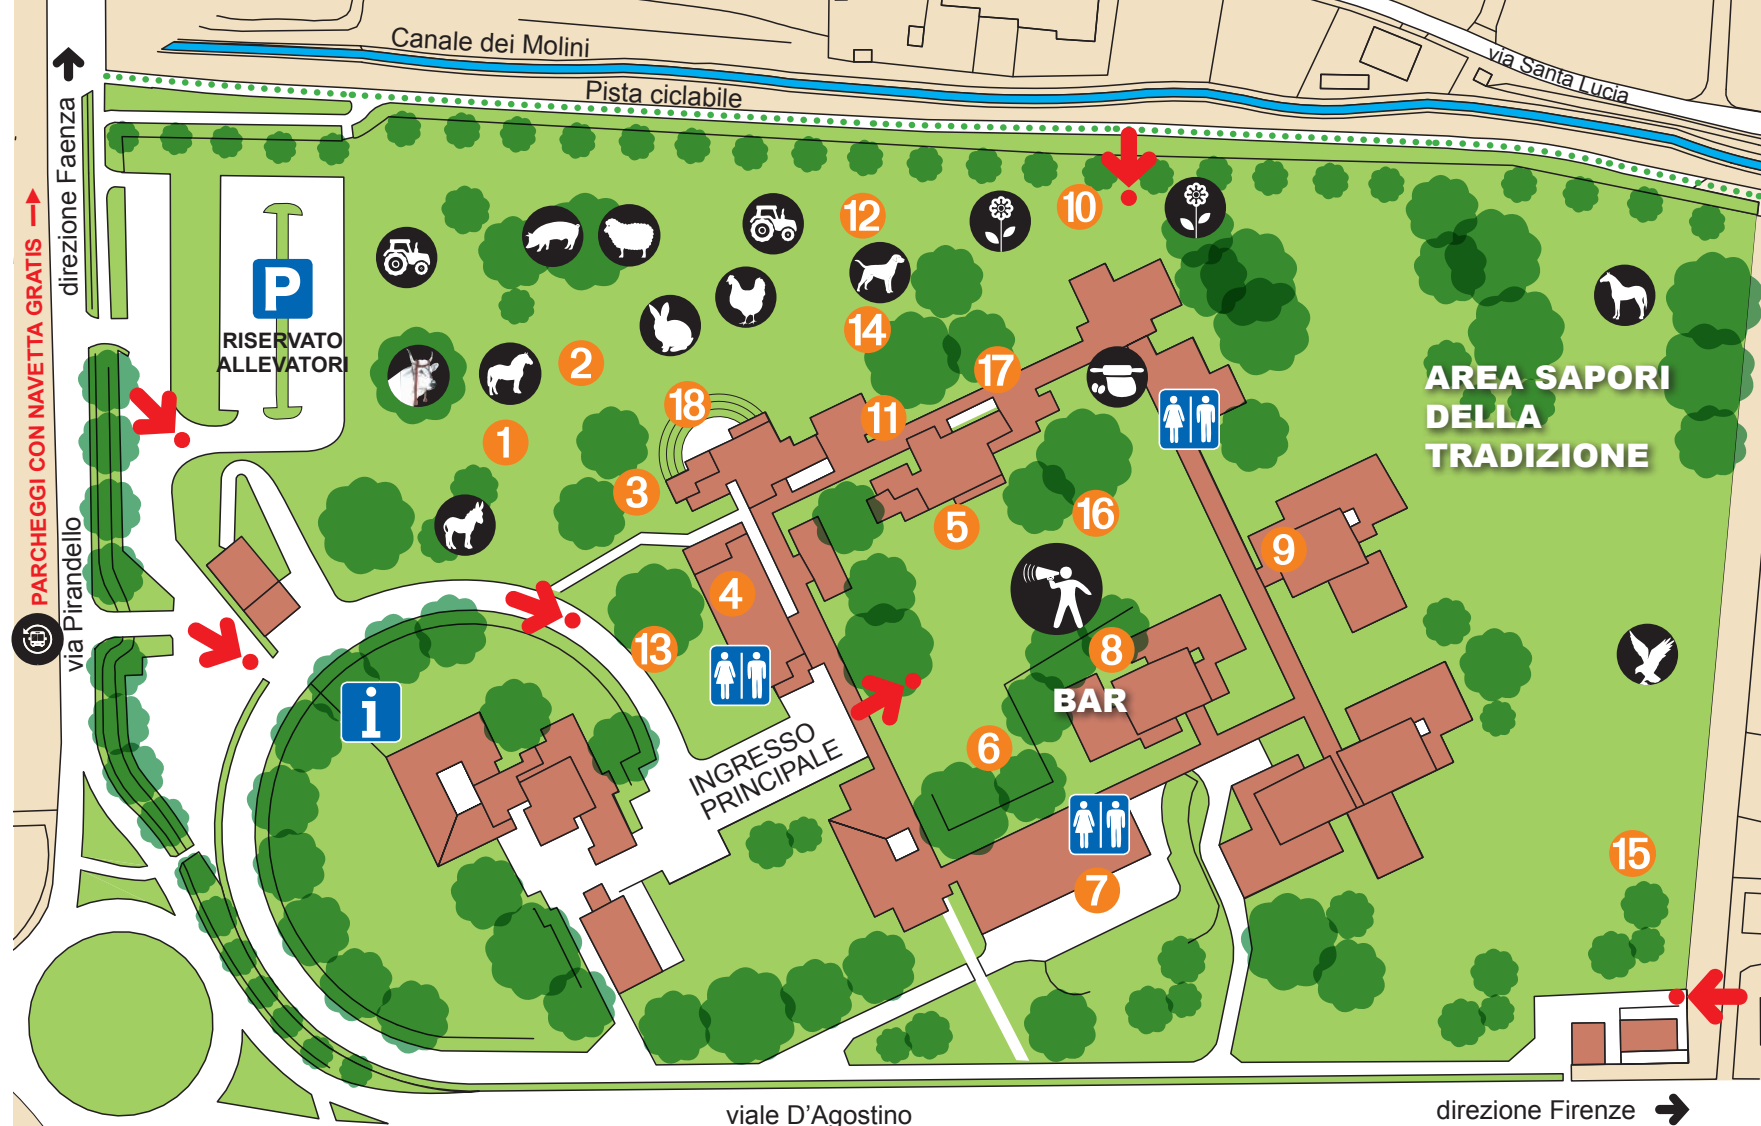 Canale dei Molini
Pista ciclabile
via Santa Lucia
direzione Faenza
PARCHEGGI CON NAVETTA GRATIS
via Pirandello
P
RISERVATO
ALLEVATORI
12
10
14
2
17
18
11
1
3
16
5
9
4
13
8
BAR
6
7
15
AREA SAPORI
DELLA
TRADIZIONE
i
INGRESSO
PRINCIPALE
viale D'Agostino
direzione Firenze